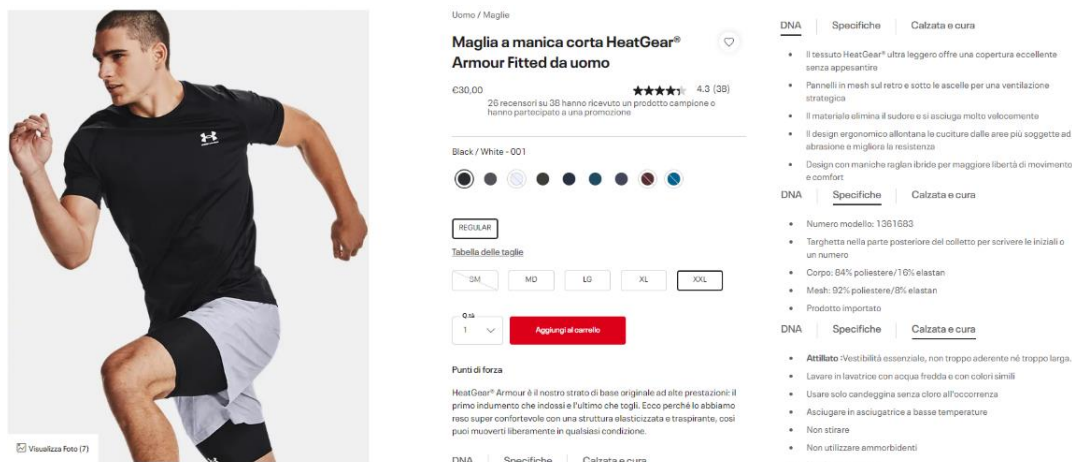 Visualizza Foto (7)
Uomo / Maglie
Maglia a manica corta HeatGear®
Armour Fitted da uomo
€30,00
4.3 (38)
26 recensori su 38 hanno ricevuto un prodotto campione o
hanno partecipato a una promozione
Black / White - 001
REGULAR
Tabella delle taglie
SM MD LG XL XXL
Q.tà
1
Aggiungi al carrello
Punti di forza
HeatGear® Armour è il nostro strato di base originale ad alte prestazioni: il
primo indumento che indossi e l'ultimo che togli. Ecco perché lo abbiamo
reso super confortevole con una struttura elasticizzata e traspirante, così
puoi muoverti liberamente in qualsiasi condizione.
DNA Specifiche Calzata e cura
DNA Specifiche Calzata e cura
Il tessuto HeatGear® ultra leggero offre una copertura eccellente
senza appesantire
Pannelli in mesh sul retro e sotto le ascelle per una ventilazione
strategica
Il materiale elimina il sudore e si asciuga molto velocemente
Il design ergonomico allontana le cuciture dalle aree più soggette ad
abrasione e migliora la resistenza
Design con maniche raglan ibride per maggiore libertà di movimento
e comfort
DNA Specifiche Calzata e cura
Numero modello: 1361683
Targhetta nella parte posteriore del colletto per scrivere le iniziali o
un numero
Corpo: 84% poliestere/16% elastan
Mesh: 92% poliestere/8% elastan
Prodotto importato
DNA Specifiche Calzata e cura
Attillato :Vestibilità essenziale, non troppo aderente né troppo larga.
Lavare in lavatrice con acqua fredda e con colori simili
Usare solo candeggina senza cloro all'occorrenza
Asciugare in asciugatrice a basse temperature
Non stirare
Non utilizzare ammorbidenti